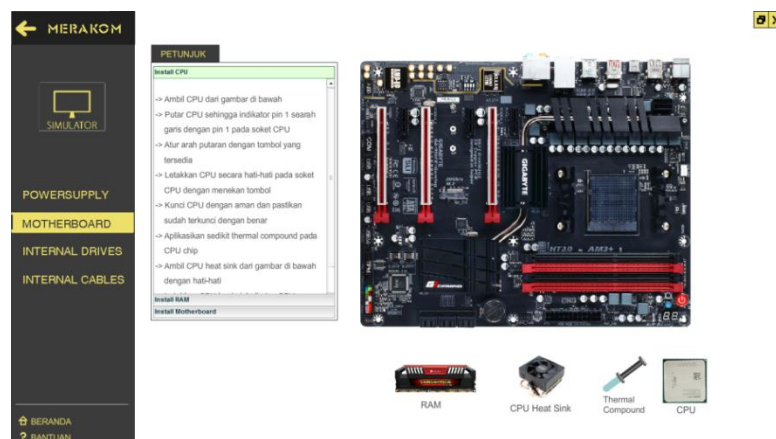 MERAKOM
SIMULATOR
POWERSUPPLY
MOTHERBOARD
INTERNAL DRIVES
INTERNAL CABLES
BERANDA
? BANTUAN
PETUNJUK
Install CPU
-> Ambil CPU dari gambar di bawah
-> Putar CPU sehingga indikator pin 1 searah
garis dengan pin 1 pada soket CPU
-> Atur arah putaran dengan tombol yang
tersedia
-> Letakkan CPU secara hati-hati pada soket
CPU dengan menekan tombol
-> Kunci CPU dengan aman dan pastikan
sudah terkunci dengan benar
-> Aplikasikan sedikit thermal compound pada
CPU chip
-> Ambil CPU heat sink dari gambar di bawah
dengan hati-hati
Install RAM
Install Motherboard
GIGABYTE
AM3+
RAM
CPU Heat Sink
Thermal
Compound
CPU